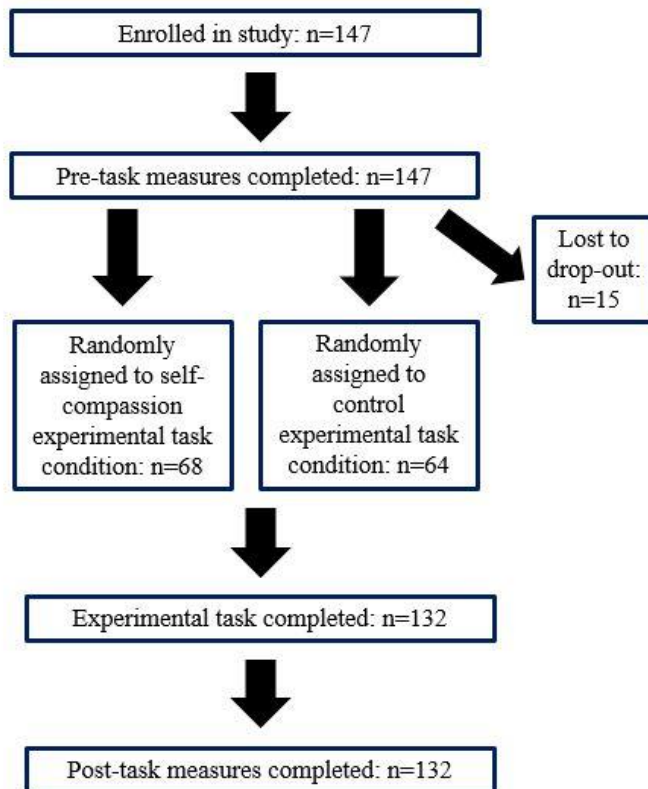 Enrolled in study: n=147
Pre-task measures completed: n=147
Lost to
drop-out:
n=15
Randomly
assigned to self-
compassion
experimental task
condition: n=68
Randomly
assigned to
control
experimental task
condition: n=64
Experimental task completed: n=132
Post-task measures completed: n=132